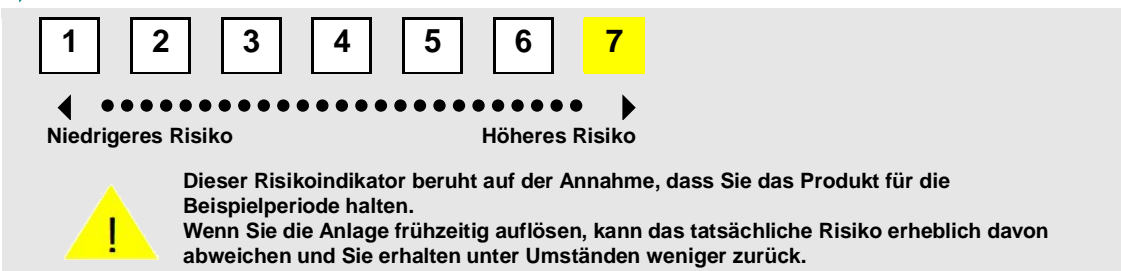 1 2 3 4 5 6 7
Niedrigeres Risiko Höheres Risiko
Dieser Risikoindikator beruht auf der Annahme, dass Sie das Produkt für die
Beispielperiode halten.
! Wenn Sie die Anlage frühzeitig auflösen, kann das tatsächliche Risiko erheblich davon
abweichen und Sie erhalten unter Umständen weniger zurück.